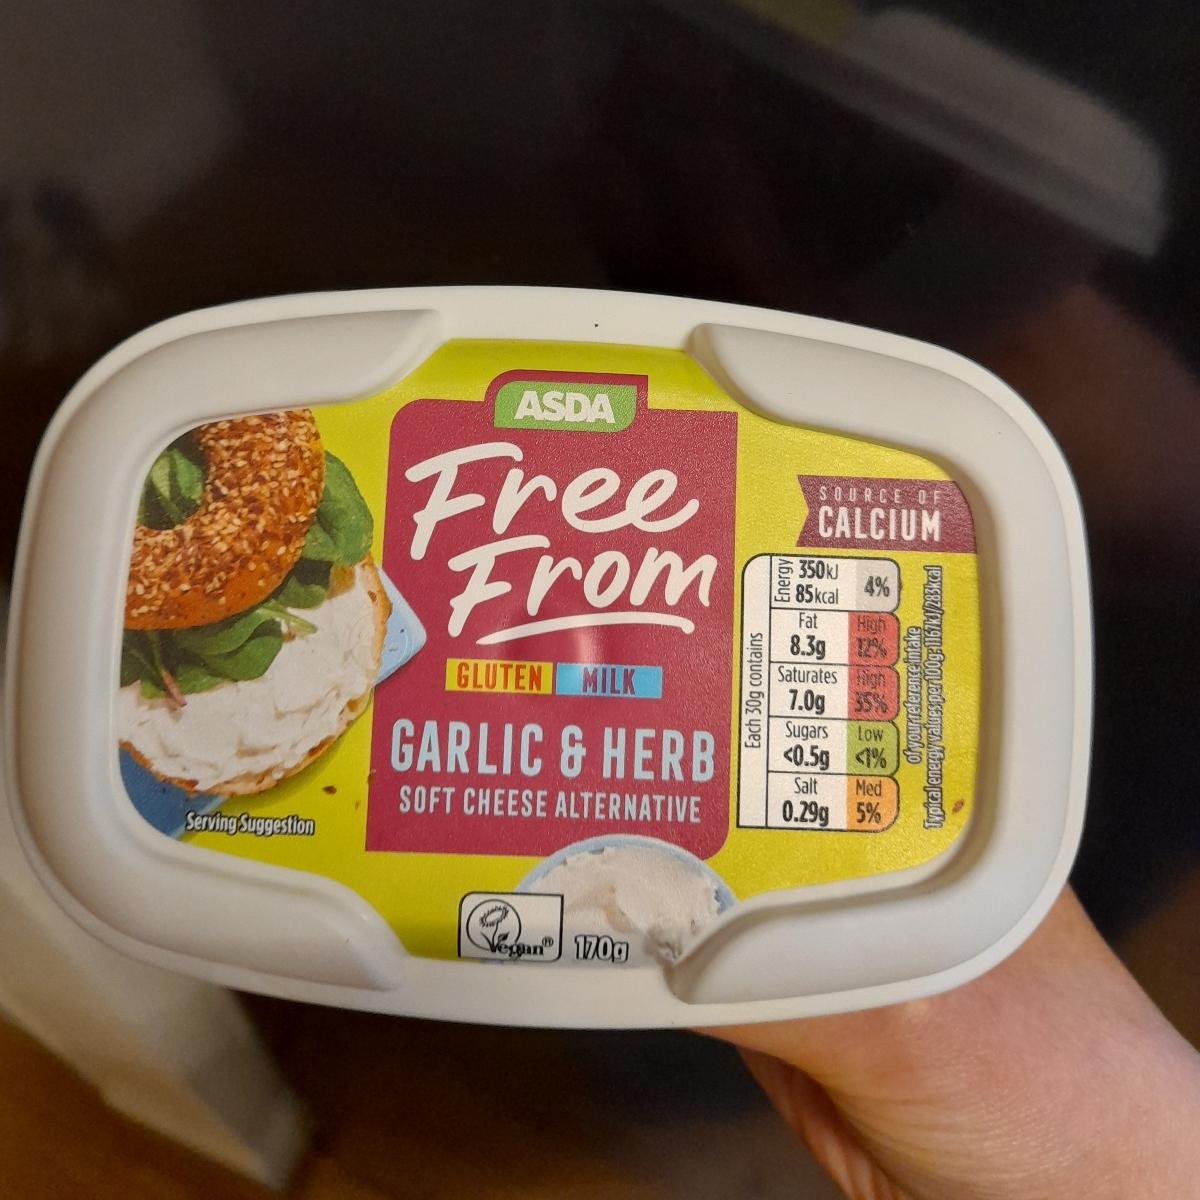 ASDA
Free
From
GLUTEN MILK
GARLIC & HERB
SOFT CHEESE ALTERNATIVE
Serving Suggestion
Vegan®
170g
SOURCE OF
CALCIUM
Each 30g contains
Energy
350kJ
85kcal
4%
Fat
8.3g
High
12%
Saturates
7.0g
High
35%
Sugars
<0.5g
Low
<1%
Salt
0.29g
Med
5%
of your reference intake
Typical energy values per 100g: 1167kJ/283kcal